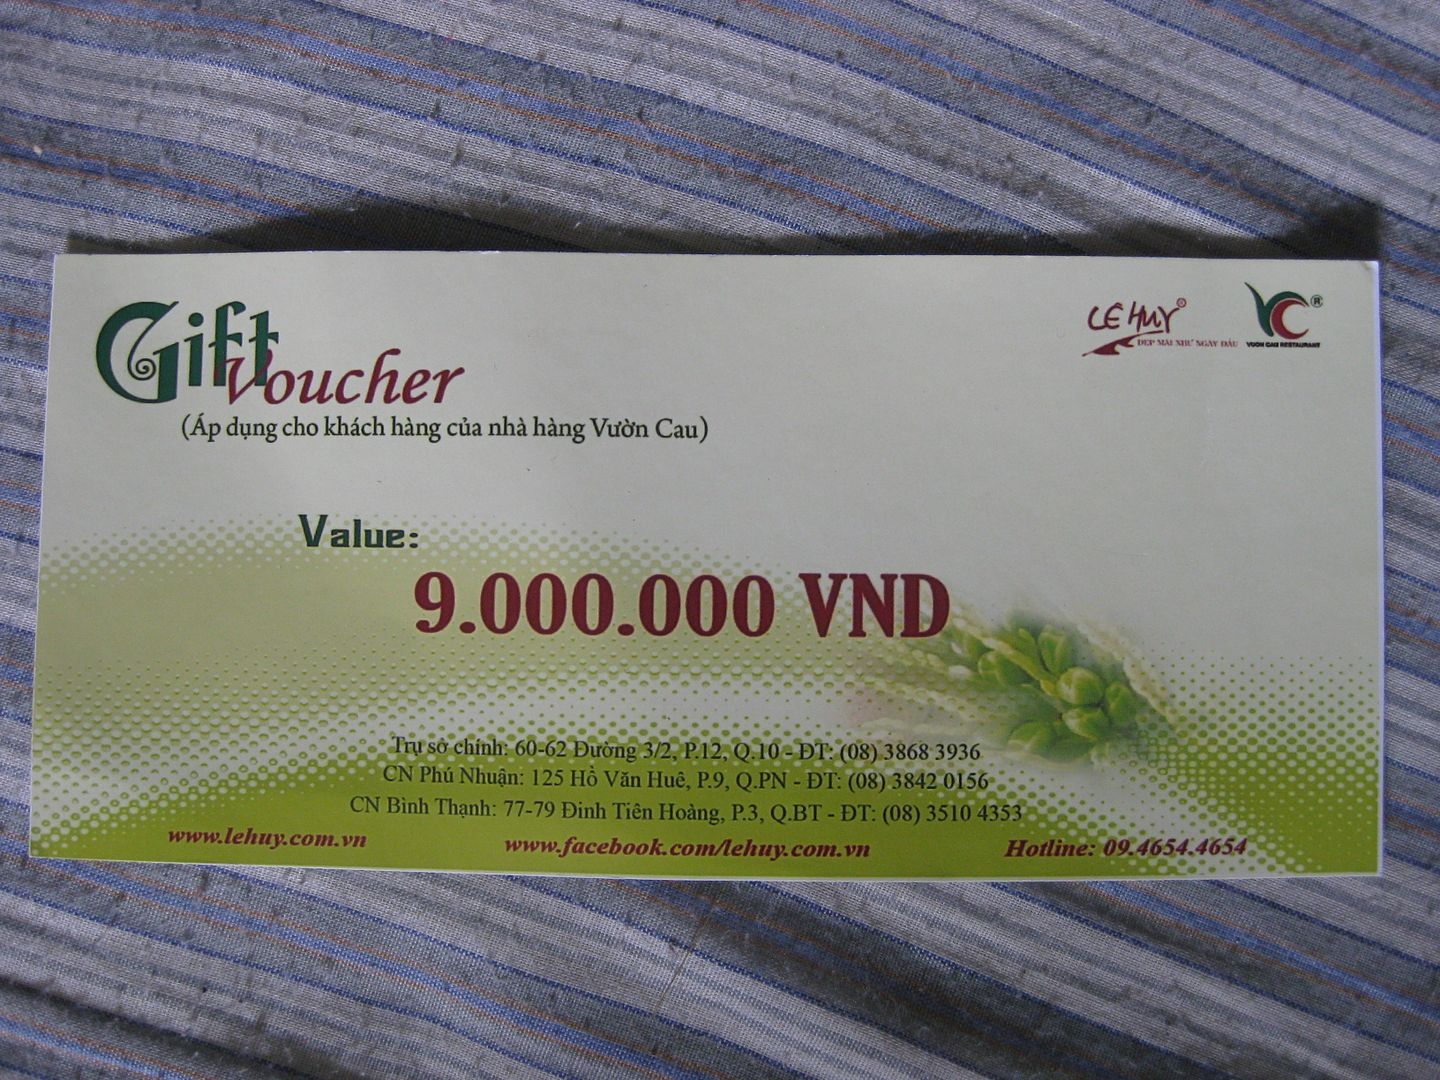 Gift
Voucher
(Áp dụng cho khách hàng của nhà hàng Vườn Cau)
LÊ HUY®
ĐẸP MÃI NHƯ NGÀY ĐẦU
VC®
VUON CAU RESTAURANT
Value:
9.000.000 VND
Trụ sở chính: 60-62 Đường 3/2, P.12, Q.10 - ĐT: (08) 3868 3936
CN Phú Nhuận: 125 Hồ Văn Huê, P.9, Q.PN - ĐT: (08) 3842 0156
CN Bình Thạnh: 77-79 Đinh Tiên Hoàng, P.3, Q.BT - ĐT: (08) 3510 4353
www.lehuy.com.vn
www.facebook.com/lehuy.com.vn
Hotline: 09.4654.4654